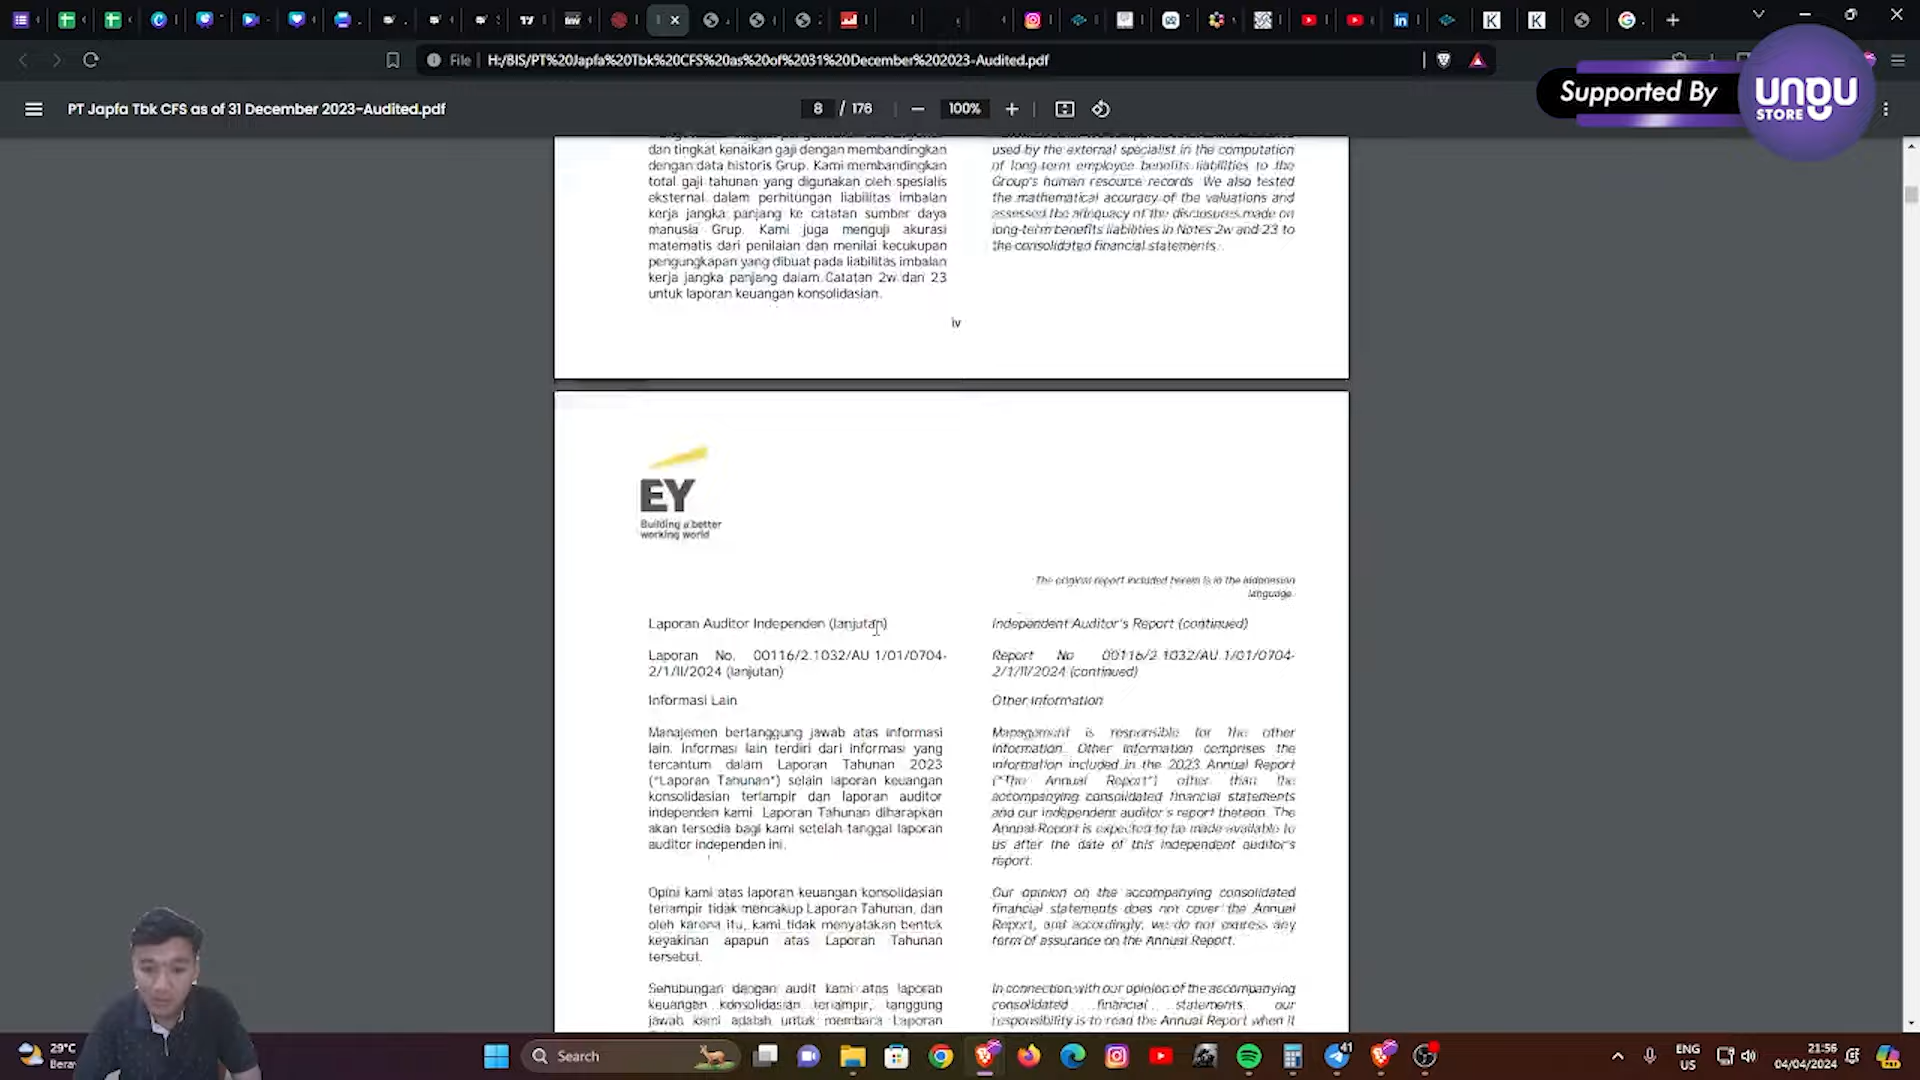 File
H:/BIS/PT%20Japfa%20Tbk%20CFS%20as%20of%2031%20December%202023-Audited.pdf
Supported By
UNGU
STORE
PT Japfa Tbk CFS as of 31 December 2023-Audited.pdf
8 / 176
100%
dan tingkat kenaikan gaji dengan membandingkan
dengan data historis Grup. Kami membandingkan
total gaji tahunan yang digunakan oleh spesialis
eksternal dalam perhitungan liabilitas imbalan
kerja jangka panjang ke catatan sumber daya
manusia Grup. Kami juga menguji akurasi
matematis dari penilaian dan menilai kecukupan
pengungkapan yang dibuat pada liabilitas imbalan
kerja jangka panjang dalam Catatan 2w dan 23
untuk laporan keuangan konsolidasian.
used by the external specialist in the computation
of long-term employee benefits liabilities to the
Group's human resource records. We also tested
the mathematical accuracy of the valuations and
assessed the adequacy of the disclosures made on
long-term benefits liabilities in Notes 2w and 23 to
the consolidated financial statements.
iv
EY
Building a better
working world
The original report included herein is in the Indonesian
language.
Laporan Auditor Independen (lanjutan)
Laporan No. 00116/2.1032/AU.1/01/0704-
2/1/II/2024 (lanjutan)
Informasi Lain
Manajemen bertanggung jawab atas informasi
lain. Informasi lain terdiri dari informasi yang
tercantum dalam Laporan Tahunan 2023
("Laporan Tahunan") selain laporan keuangan
konsolidasian terlampir dan laporan auditor
independen kami. Laporan Tahunan diharapkan
akan tersedia bagi kami setelah tanggal laporan
auditor independen ini.
Opini kami atas laporan keuangan konsolidasian
terlampir tidak mencakup Laporan Tahunan, dan
oleh karena itu, kami tidak menyatakan bentuk
keyakinan apapun atas Laporan Tahunan
tersebut.
Sehubungan dengan audit kami atas laporan
keuangan konsolidasian terlampir, tanggung
jawab kami adalah untuk membaca Laporan
Independent Auditor's Report (continued)
Report No. 00116/2.1032/AU.1/01/0704-
2/1/II/2024 (continued)
Other Information
Management is responsible for the other
information. Other information comprises the
information included in the 2023 Annual Report
("The Annual Report") other than the
accompanying consolidated financial statements
and our independent auditor's report thereon. The
Annual Report is expected to be made available to
us after the date of this independent auditor's
report.
Our opinion on the accompanying consolidated
financial statements does not cover the Annual
Report, and accordingly, we do not express any
form of assurance on the Annual Report.
In connection with our opinion of the accompanying
consolidated financial statements, our
responsibility is to read the Annual Report when it
29°C
Search
41
ENG
US
21:56
04/04/2024